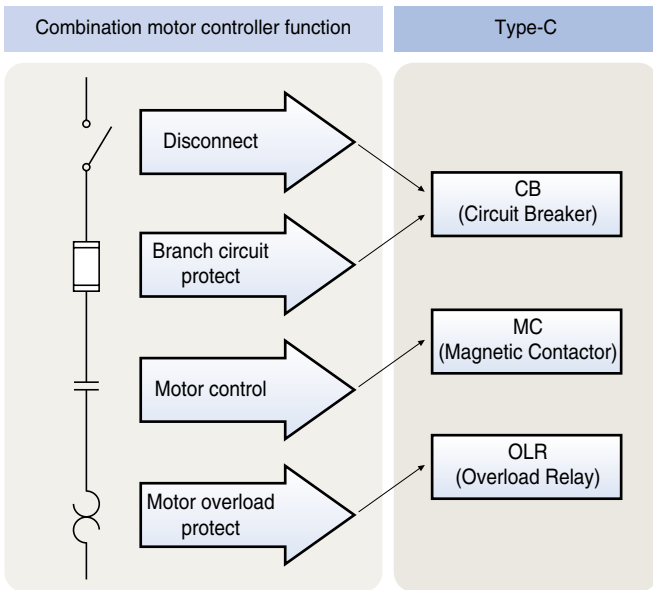 Combination motor controller function
Type-C
Disconnect
Branch circuit
protect
Motor control
Motor overload
protect
CB
(Circuit Breaker)
MC
(Magnetic Contactor)
OLR
(Overload Relay)